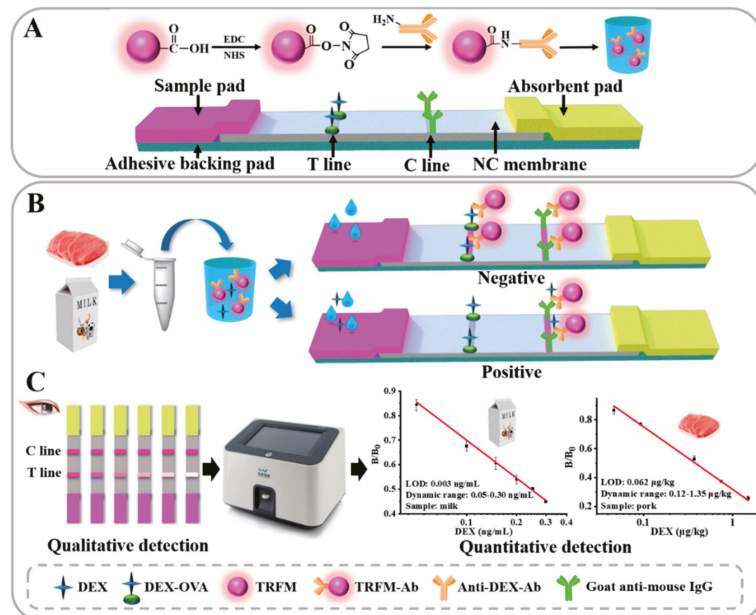 A
O
OH
EDC
NHS
O
O
N
O
O
H₂N
O
H
N
Sample pad
Absorbent pad
Adhesive backing pad
T line
C line
NC membrane
B
MILK
Negative
Positive
C
C line
T line
Qualitative detection
B/B₀
0.9
0.8
0.7
0.6
0.5
0.4
LOD: 0.003 ng/mL
Dynamic range: 0.05-0.30 ng/mL
Sample: milk
0.1
0.2
0.3
0.4
DEX (ng/mL)
B/B₀
0.8
0.6
0.4
0.2
LOD: 0.062 µg/kg
Dynamic range: 0.12-1.35 µg/kg
Sample: pork
0.1
1
DEX (µg/kg)
Quantitative detection
DEX
DEX-OVA
TRFM
TRFM-Ab
Anti-DEX-Ab
Goat anti-mouse IgG